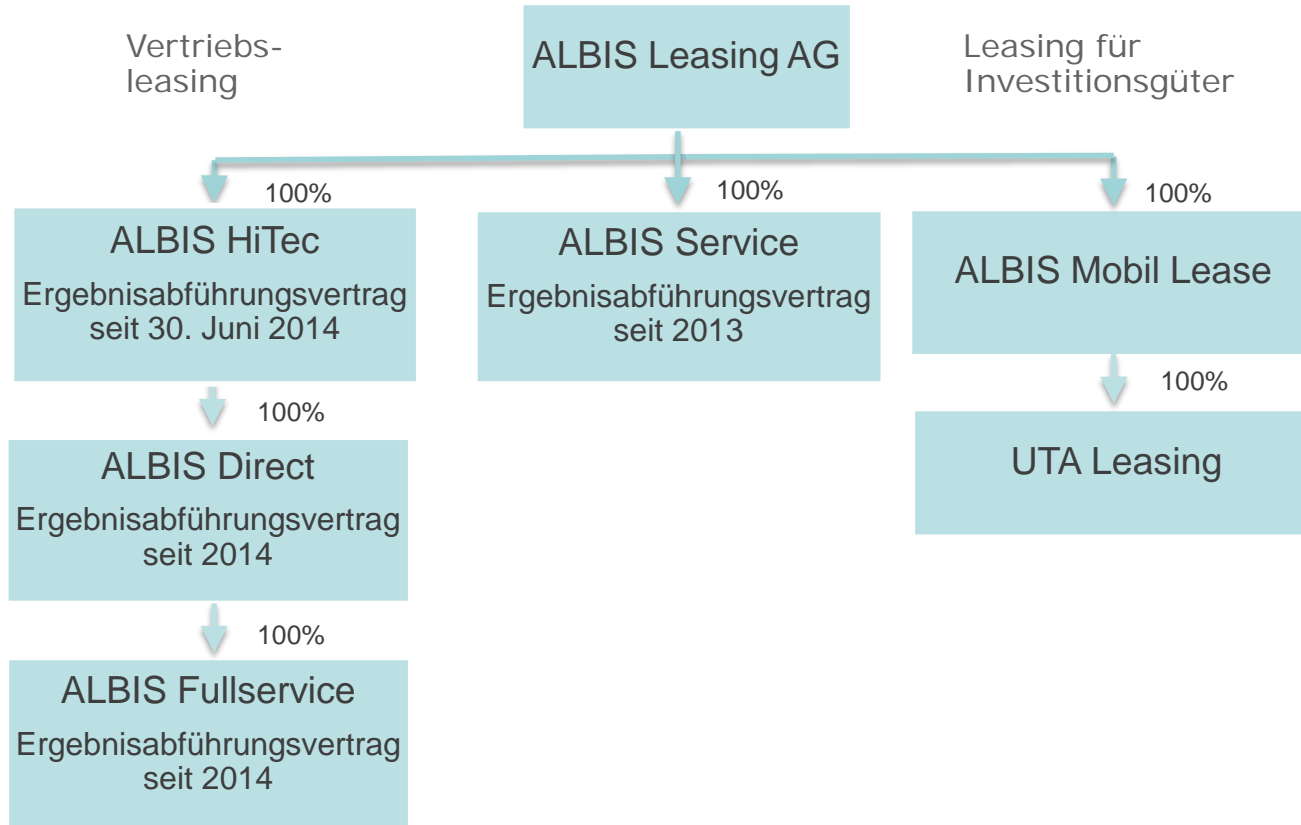 Vertriebs-
leasing
ALBIS Leasing AG
Leasing für
Investitionsgüter
100%
100%
100%
ALBIS HiTec
Ergebnisabführungsvertrag
seit 30. Juni 2014
ALBIS Service
Ergebnisabführungsvertrag
seit 2013
ALBIS Mobil Lease
100%
100%
ALBIS Direct
Ergebnisabführungsvertrag
seit 2014
UTA Leasing
100%
ALBIS Fullservice
Ergebnisabführungsvertrag
seit 2014